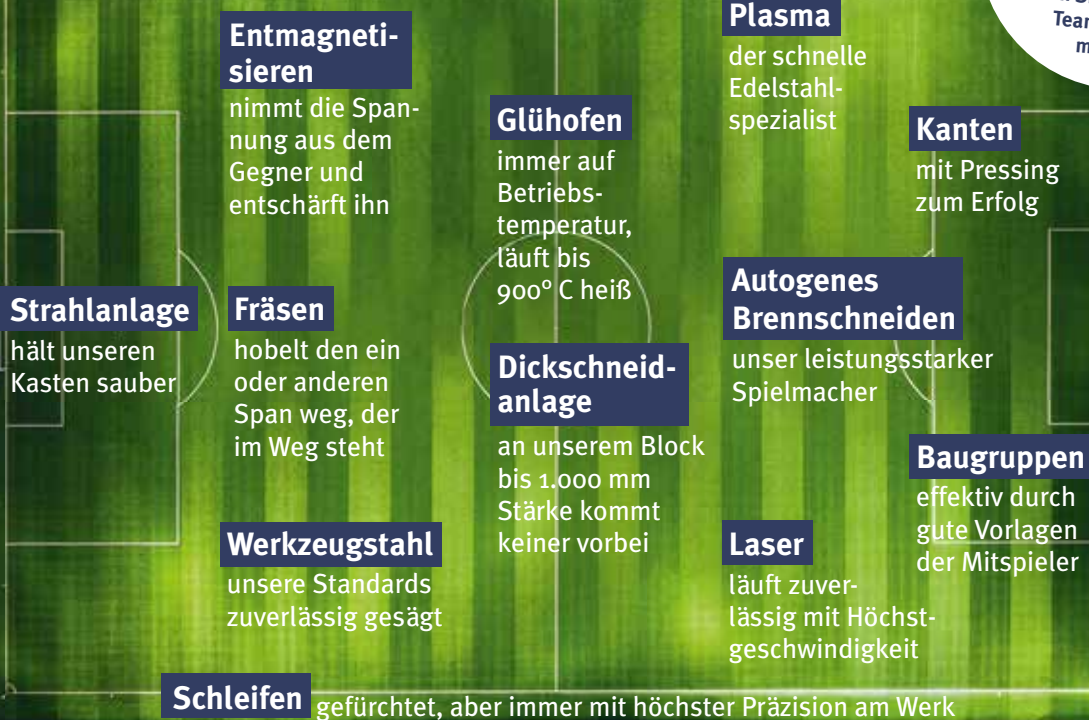 Entmagneti-
sieren
nimmt die Span-
nung aus dem
Gegner und
entschärft ihn
Plasma
der schnelle
Edelstahl-
spezialist
Glühofen
immer auf
Betriebs-
temperatur,
läuft bis
900° C heiß
Kanten
mit Pressing
zum Erfolg
Strahlanlage
hält unseren
Kasten sauber
Fräsen
hobelt den ein
oder anderen
Span weg, der
im Weg steht
Dickschneid-
anlage
an unserem Block
bis 1.000 mm
Stärke kommt
keiner vorbei
Autogenes
Brennschneiden
unser leistungsstarker
Spielmacher
Baugruppen
effektiv durch
gute Vorlagen
der Mitspieler
Werkzeugstahl
unsere Standards
zuverlässig gesägt
Laser
läuft zuver-
lässig mit Höchst-
geschwindigkeit
Schleifen gefürchtet, aber immer mit höchster Präzision am Werk